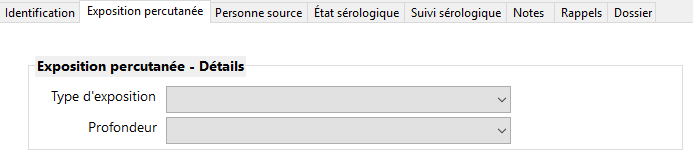 Identification Exposition percutanée Personne source État sérologique Suivi sérologique Notes Rappels Dossier
Exposition percutanée - Détails
Type d'exposition
Profondeur